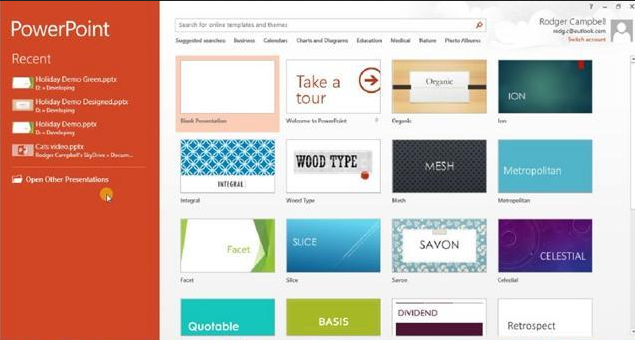 PowerPoint
Recent
Holiday Demo Green.pptx
D: » Developing
Holiday Demo Designed.pptx
D: » Developing
Holiday Demo.pptx
D: » Developing
Cats video.pptx
Rodger Campbell's SkyDrive » Docum...
Open Other Presentations
Search for online templates and themes
Suggested searches: Business Calendars Charts and Diagrams Education Medical Nature Photo Albums
Rodger Campbell
Switch account
Take a
tour
Organic
ION
Blank Presentation
Welcome to PowerPoint
Organic
Ion
INTEGRAL
WOOD TYPE
MESH
Metropolitan
Integral
Wood Type
Mesh
Metropolitan
Facet
SLICE
SAVON
CELESTIAL
Facet
Slice
Savon
Celestial
Quotable
BASIS
DIVIDEND
Retrospect